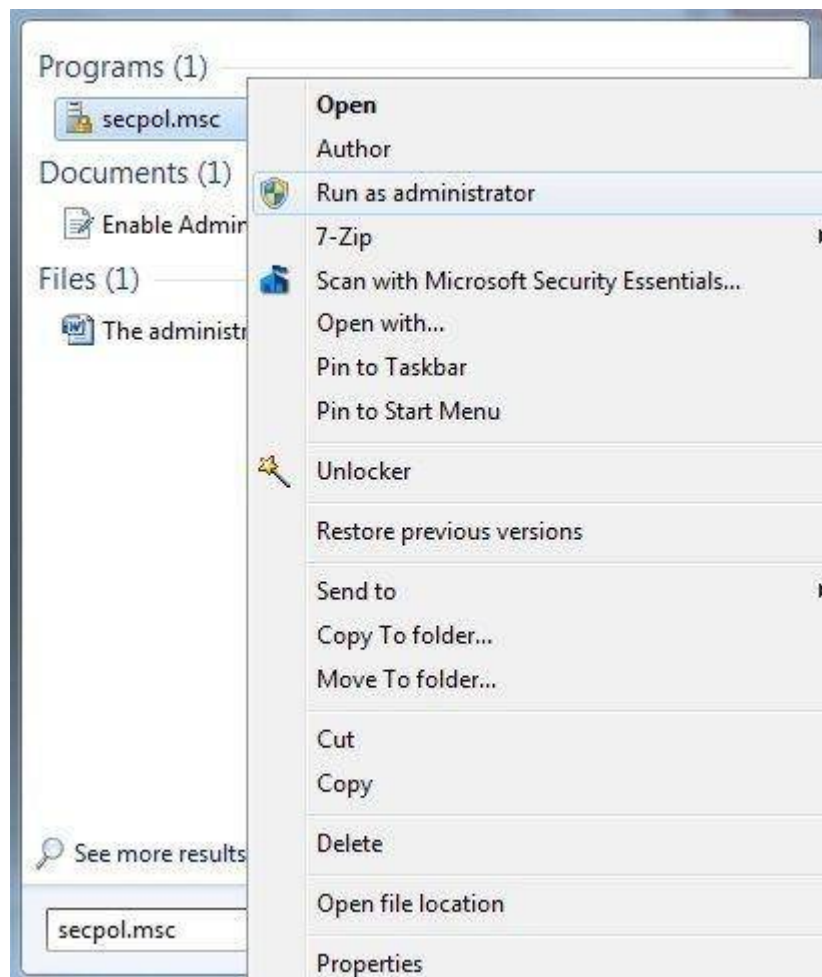 Programs (1)
secpol.msc
Documents (1)
Enable Admin
Files (1)
The administr
See more results
secpol.msc
Open
Author
Run as administrator
7-Zip
Scan with Microsoft Security Essentials...
Open with...
Pin to Taskbar
Pin to Start Menu
Unlocker
Restore previous versions
Send to
Copy To folder...
Move To folder...
Cut
Copy
Delete
Open file location
Properties